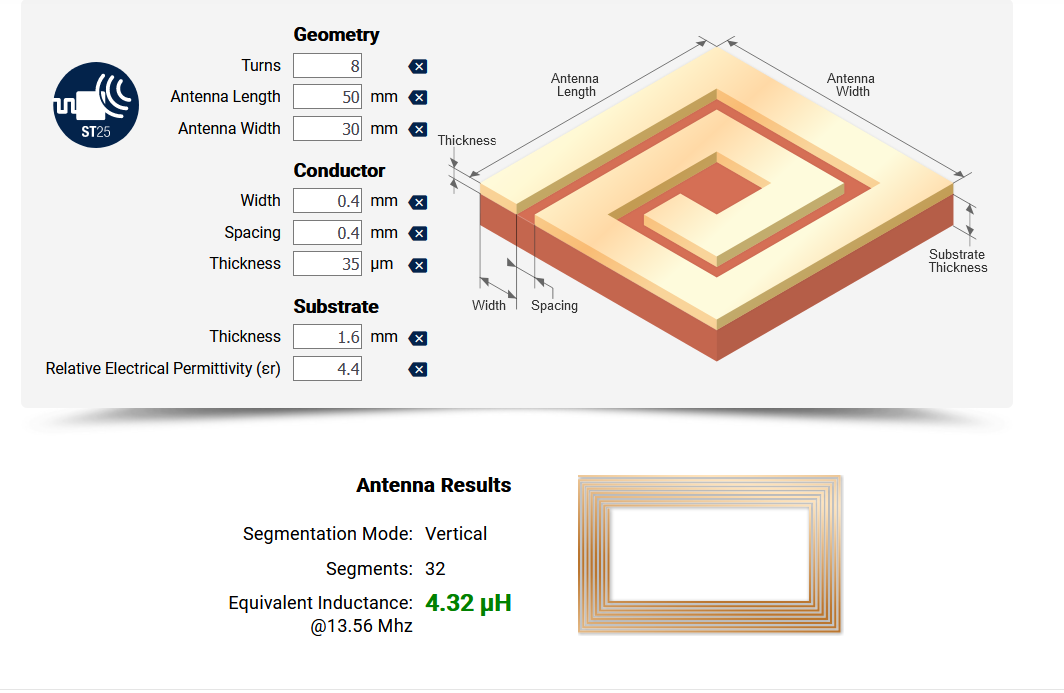 Geometry
Turns 8
Antenna Length 50 mm
Antenna Width 30 mm
Conductor
Width 0.4 mm
Spacing 0.4 mm
Thickness 35 µm
Substrate
Thickness 1.6 mm
Relative Electrical Permittivity (εr) 4.4
ST25
Antenna
Length
Antenna
Width
Thickness
Width
Spacing
Substrate
Thickness
Antenna Results
Segmentation Mode: Vertical
Segments: 32
Equivalent Inductance: 4.32 µH
@13.56 Mhz